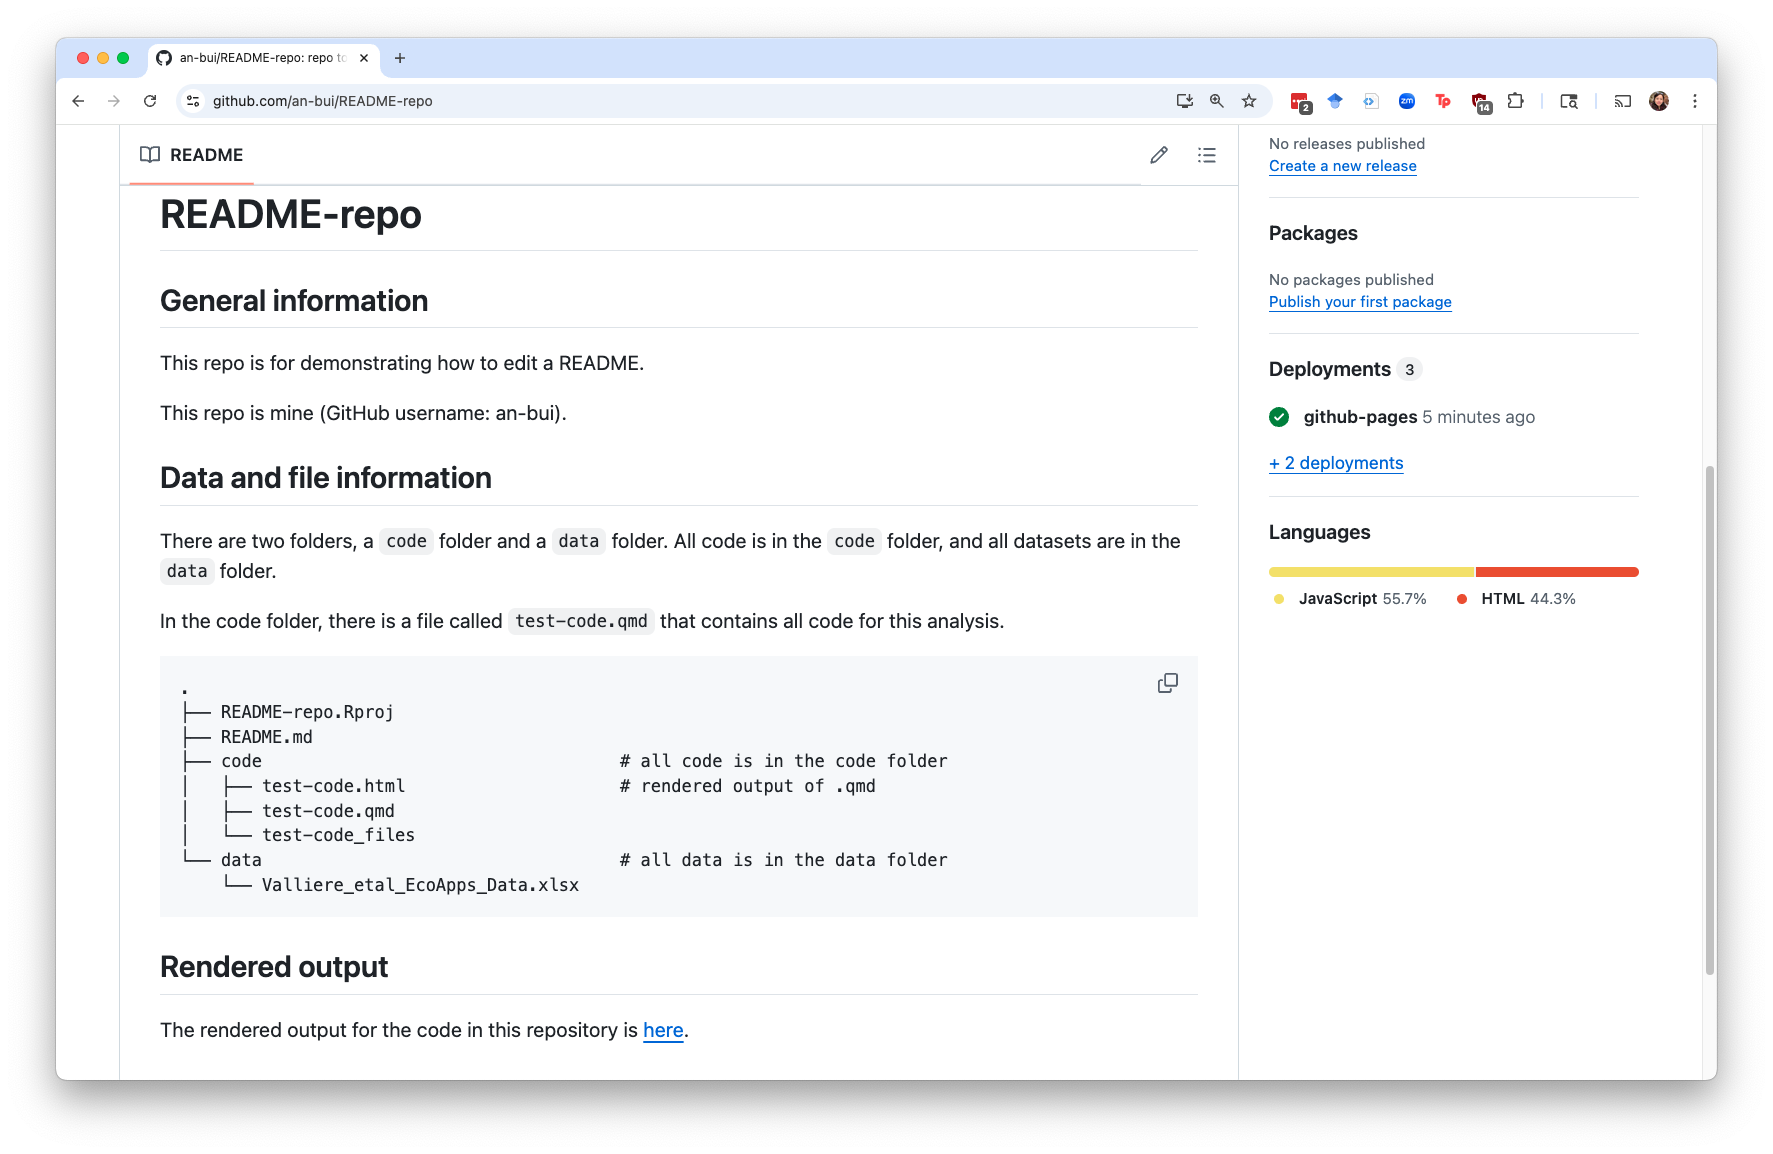 an-bui/README-repo: repo to
github.com/an-bui/README-repo
2
zm
Tp
14
README
README-repo
General information
This repo is for demonstrating how to edit a README.
This repo is mine (GitHub username: an-bui).
Data and file information
There are two folders, a code folder and a data folder. All code is in the code folder, and all datasets are in the
data folder.
In the code folder, there is a file called test-code.qmd that contains all code for this analysis.
.
├── README-repo.Rproj
├── README.md
├── code # all code is in the code folder
│   ├── test-code.html # rendered output of .qmd
│   ├── test-code.qmd
│   └── test-code_files
└── data # all data is in the data folder
    └── Valliere_etal_EcoApps_Data.xlsx
Rendered output
The rendered output for the code in this repository is here.
No releases published
Create a new release
Packages
No packages published
Publish your first package
Deployments 3
github-pages 5 minutes ago
+ 2 deployments
Languages
JavaScript 55.7% HTML 44.3%